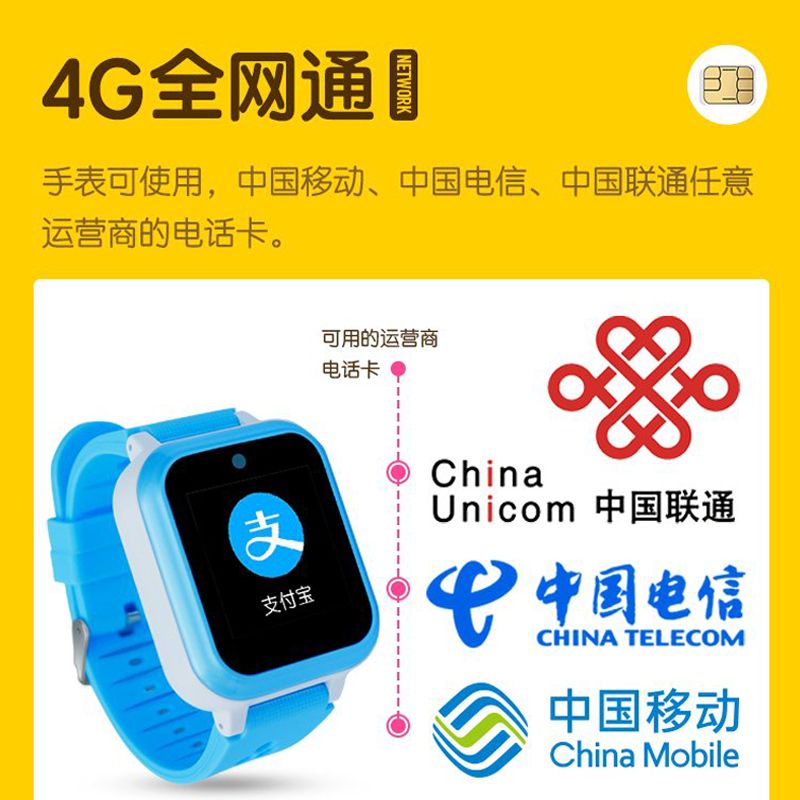 4G全网通
NETWORK
手表可使用，中国移动、中国电信、中国联通任意
运营商的电话卡。
可用的运营商
电话卡
China
Unicom 中国联通
支
支付宝
中国电信
CHINA TELECOM
中国移动
China Mobile